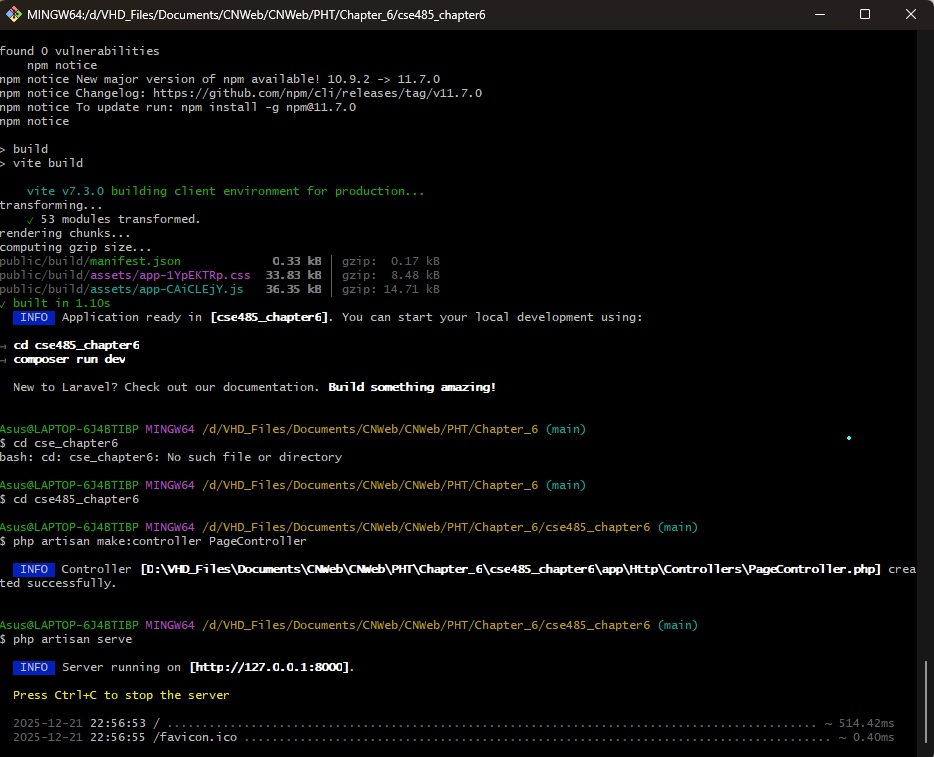 MINGW64:/d/VHD_Files/Documents/CNWeb/CNWeb/PHT/Chapter_6/cse485_chapter6
found 0 vulnerabilities
npm notice
npm notice New major version of npm available! 10.9.2 -> 11.7.0
npm notice Changelog: https://github.com/npm/cli/releases/tag/v11.7.0
npm notice To update run: npm install -g npm@11.7.0
npm notice
> build
> vite build
vite v7.3.0 building client environment for production...
transforming...
✓ 53 modules transformed.
rendering chunks...
computing gzip size...
public/build/manifest.json 0.33 kB │ gzip: 0.17 kB
public/build/assets/app-1YpEKTRp.css 33.83 kB │ gzip: 8.48 kB
public/build/assets/app-CAiCLEjY.js 36.35 kB │ gzip: 14.71 kB
✓ built in 1.10s
INFO Application ready in [cse485_chapter6]. You can start your local development using:
→ cd cse485_chapter6
→ composer run dev
New to Laravel? Check out our documentation. Build something amazing!
Asus@LAPTOP-6J4BTIBP MINGW64 /d/VHD_Files/Documents/CNWeb/CNWeb/PHT/Chapter_6 (main)
$ cd cse_chapter6
bash: cd: cse_chapter6: No such file or directory
Asus@LAPTOP-6J4BTIBP MINGW64 /d/VHD_Files/Documents/CNWeb/CNWeb/PHT/Chapter_6 (main)
$ cd cse485_chapter6
Asus@LAPTOP-6J4BTIBP MINGW64 /d/VHD_Files/Documents/CNWeb/CNWeb/PHT/Chapter_6/cse485_chapter6 (main)
$ php artisan make:controller PageController
INFO Controller [D:\VHD_Files\Documents\CNWeb\CNWeb\PHT\Chapter_6\cse485_chapter6\app\Http\Controllers\PageController.php] crea
ted successfully.
Asus@LAPTOP-6J4BTIBP MINGW64 /d/VHD_Files/Documents/CNWeb/CNWeb/PHT/Chapter_6/cse485_chapter6 (main)
$ php artisan serve
INFO Server running on [http://127.0.0.1:8000].
Press Ctrl+C to stop the server
2025-12-21 22:56:53 / ............................................................................................. ~ 514.42ms
2025-12-21 22:56:55 /favicon.ico .................................................................................... ~ 0.40ms